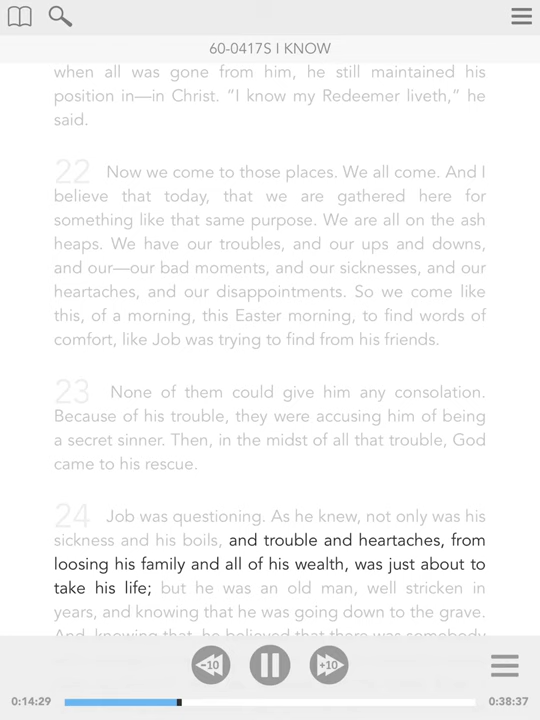 60-0417S I KNOW
when all was gone from him, he still maintained his
position in—in Christ. “I know my Redeemer liveth,” he
said.
22 Now we come to those places. We all come. And I
believe that today, that we are gathered here for
something like that same purpose. We are all on the ash
heaps. We have our troubles, and our ups and downs,
and our—our bad moments, and our sicknesses, and our
heartaches, and our disappointments. So we come like
this, of a morning, this Easter morning, to find words of
comfort, like Job was trying to find from his friends.
23 None of them could give him any consolation.
Because of his trouble, they were accusing him of being
a secret sinner. Then, in the midst of all that trouble, God
came to his rescue.
24 Job was questioning. As he knew, not only was his
sickness and his boils, and trouble and heartaches, from
loosing his family and all of his wealth, was just about to
take his life; but he was an old man, well stricken in
years, and knowing that he was going down to the grave.
And, knowing that, he believed that there was somebody
-10 +10
0:14:29 0:38:37